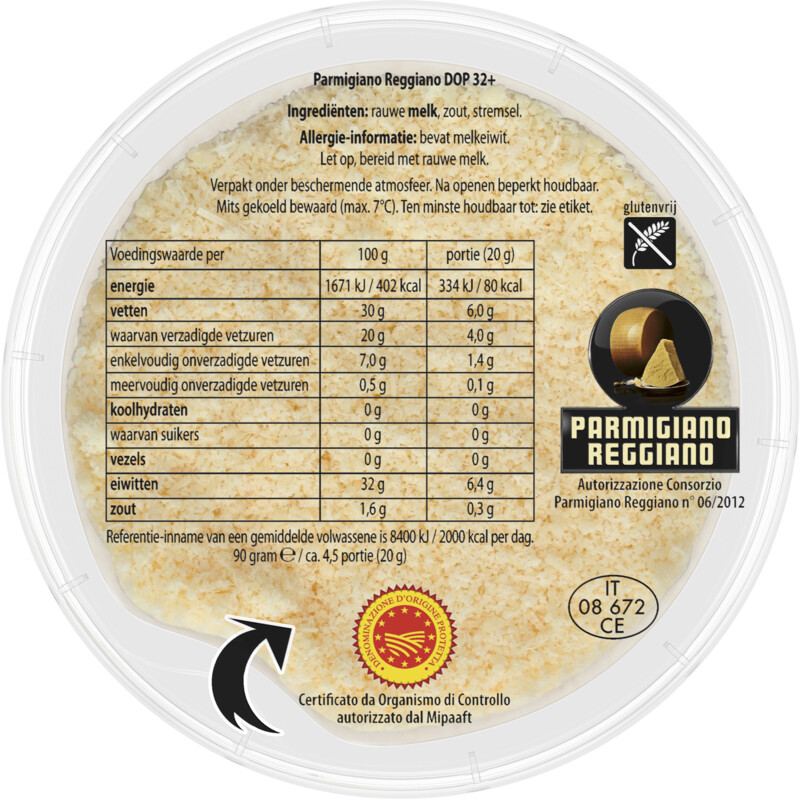 Parmigiano Reggiano DOP 32+
Ingrediënten: rauwe melk, zout, stremsel.
Allergie-informatie: bevat melkeiwit.
Let op, bereid met rauwe melk.
Verpakt onder beschermende atmosfeer. Na openen beperkt houdbaar.
Mits gekoeld bewaard (max. 7°C). Ten minste houdbaar tot: zie etiket.
glutenvrij
Voedingswaarde per 100 g portie (20 g)
energie 1671 kJ / 402 kcal 334 kJ / 80 kcal
vetten 30 g 6,0 g
waarvan verzadigde vetzuren 20 g 4,0 g
enkelvoudig onverzadigde vetzuren 7,0 g 1,4 g
meervoudig onverzadigde vetzuren 0,5 g 0,1 g
koolhydraten 0 g 0 g
waarvan suikers 0 g 0 g
vezels 0 g 0 g
eiwitten 32 g 6,4 g
zout 1,6 g 0,3 g
PARMIGIANO
REGGIANO
Autorizzazione Consorzio
Parmigiano Reggiano n° 06/2012
Referentie-inname van een gemiddelde volwassene is 8400 kJ / 2000 kcal per dag.
90 gram ℮ / ca. 4,5 portie (20 g)
IT
08 672
CE
DENOMINAZIONE D'ORIGINE PROTETTA
Certificato da Organismo di Controllo
autorizzato dal Mipaaft